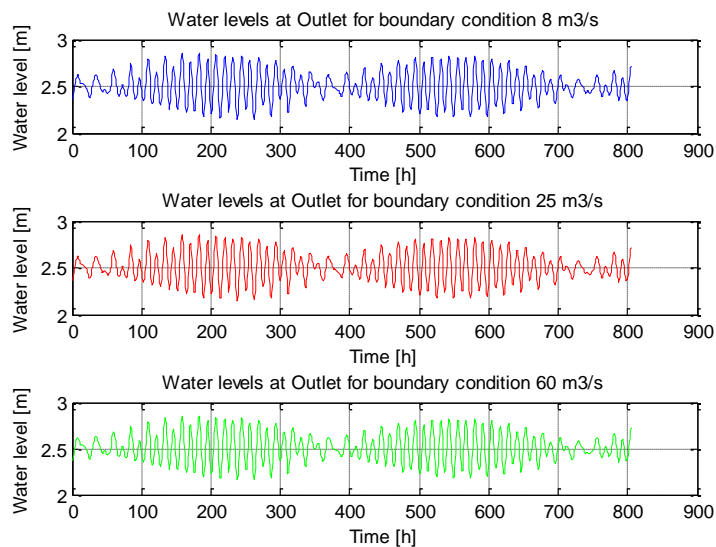 Water levels at Outlet for boundary condition 8 m3/s
Water level [m]
3
2.5
2
0 100 200 300 400 500 600 700 800 900
Time [h]
Water levels at Outlet for boundary condition 25 m3/s
Water level [m]
3
2.5
2
0 100 200 300 400 500 600 700 800 900
Time [h]
Water levels at Outlet for boundary condition 60 m3/s
Water level [m]
3
2.5
2
0 100 200 300 400 500 600 700 800 900
Time [h]